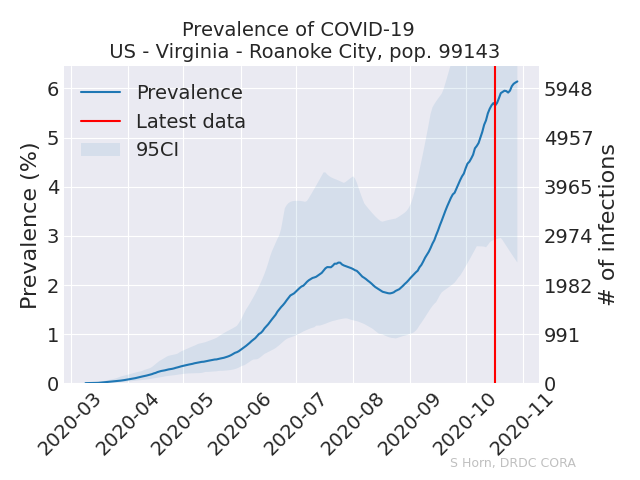 Prevalence of COVID-19
US - Virginia - Roanoke City, pop. 99143
Prevalence
Latest data
95CI
Prevalence (%)
6
5
4
3
2
1
0
5948
4957
3965
2974
1982
991
0
# of infections
2020-03
2020-04
2020-05
2020-06
2020-07
2020-08
2020-09
2020-10
2020-11
S Horn, DRDC CORA